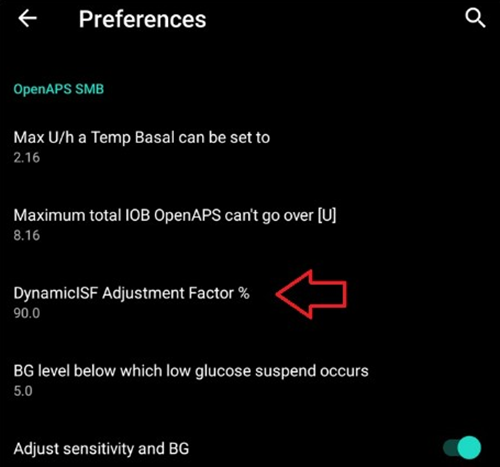 Preferences
OpenAPS SMB
Max U/h a Temp Basal can be set to
2.16
Maximum total IOB OpenAPS can't go over [U]
8.16
DynamicISF Adjustment Factor %
90.0
BG level below which low glucose suspend occurs
5.0
Adjust sensitivity and BG